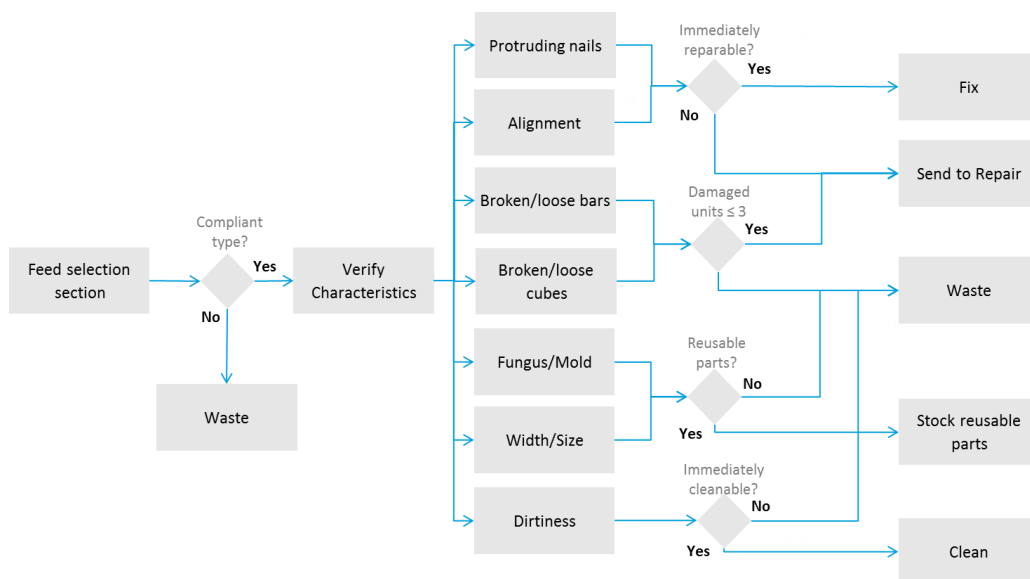 Feed selection
section
Compliant
type?
Yes
No
Waste
Verify
Characteristics
Protruding nails
Alignment
Broken/loose bars
Broken/loose
cubes
Fungus/Mold
Width/Size
Dirtiness
Immediately
reparable?
Yes
No
Damaged
units ≤ 3
Yes
Reusable
parts?
No
Yes
Immediately
cleanable?
No
Yes
Fix
Send to Repair
Waste
Stock reusable
parts
Clean